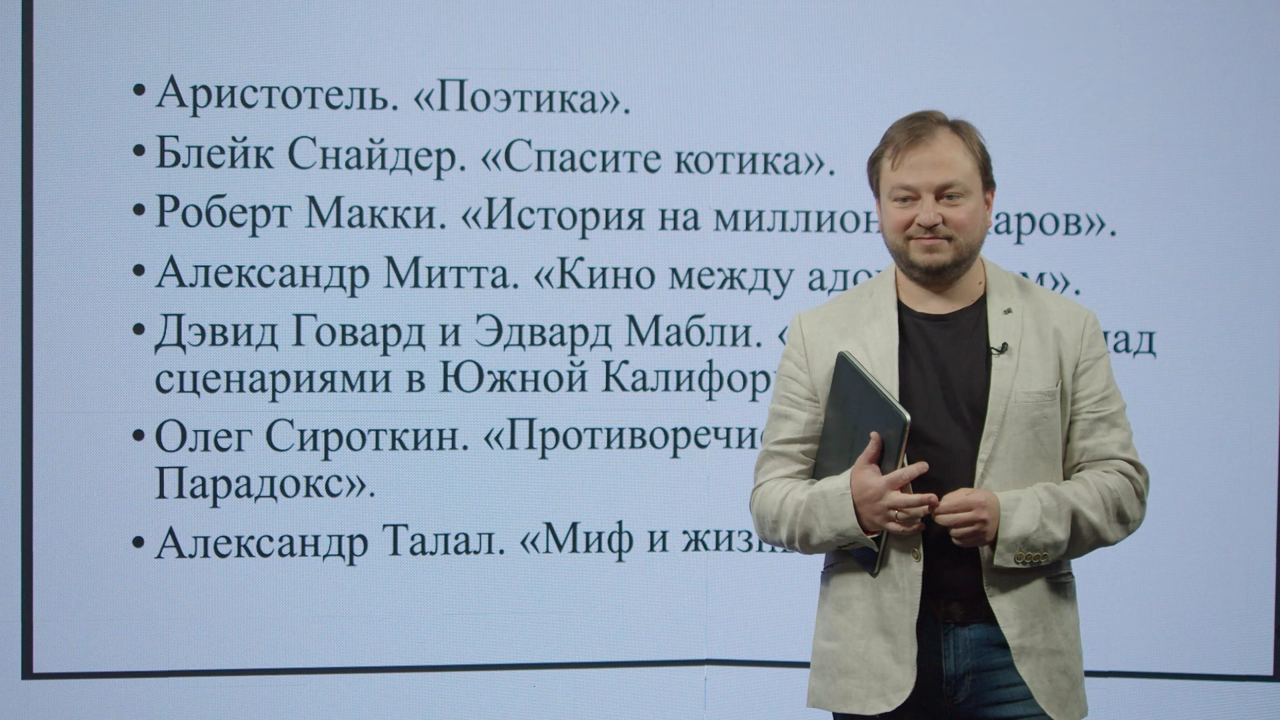 • Аристотель. «Поэтика».
• Блейк Снайдер. «Спасите котика».
• Роберт Макки. «История на миллион
• Александр Митта. «Кино между
• Дэвид Говард и Эдвард Мабли.
сценариями в Южной
• Олег Сироткин.
Парадокс».
• Александр Талал. «Миф и